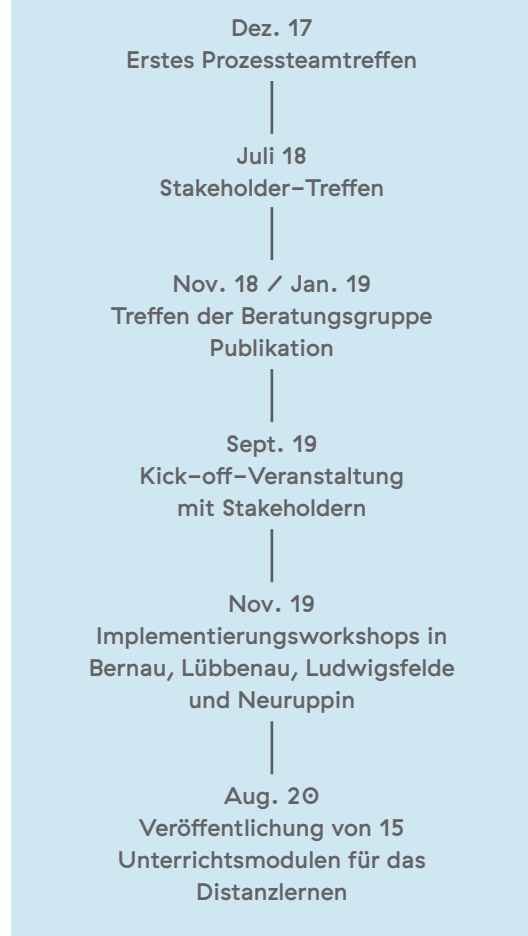 Dez. 17
Erstes Prozessteamtreffen
Juli 18
Stakeholder-Treffen
Nov. 18 / Jan. 19
Treffen der Beratungsgruppe
Publikation
Sept. 19
Kick-off-Veranstaltung
mit Stakeholdern
Nov. 19
Implementierungsworkshops in
Bernau, Lübbenau, Ludwigsfelde
und Neuruppin
Aug. 20
Veröffentlichung von 15
Unterrichtsmodulen für das
Distanzlernen